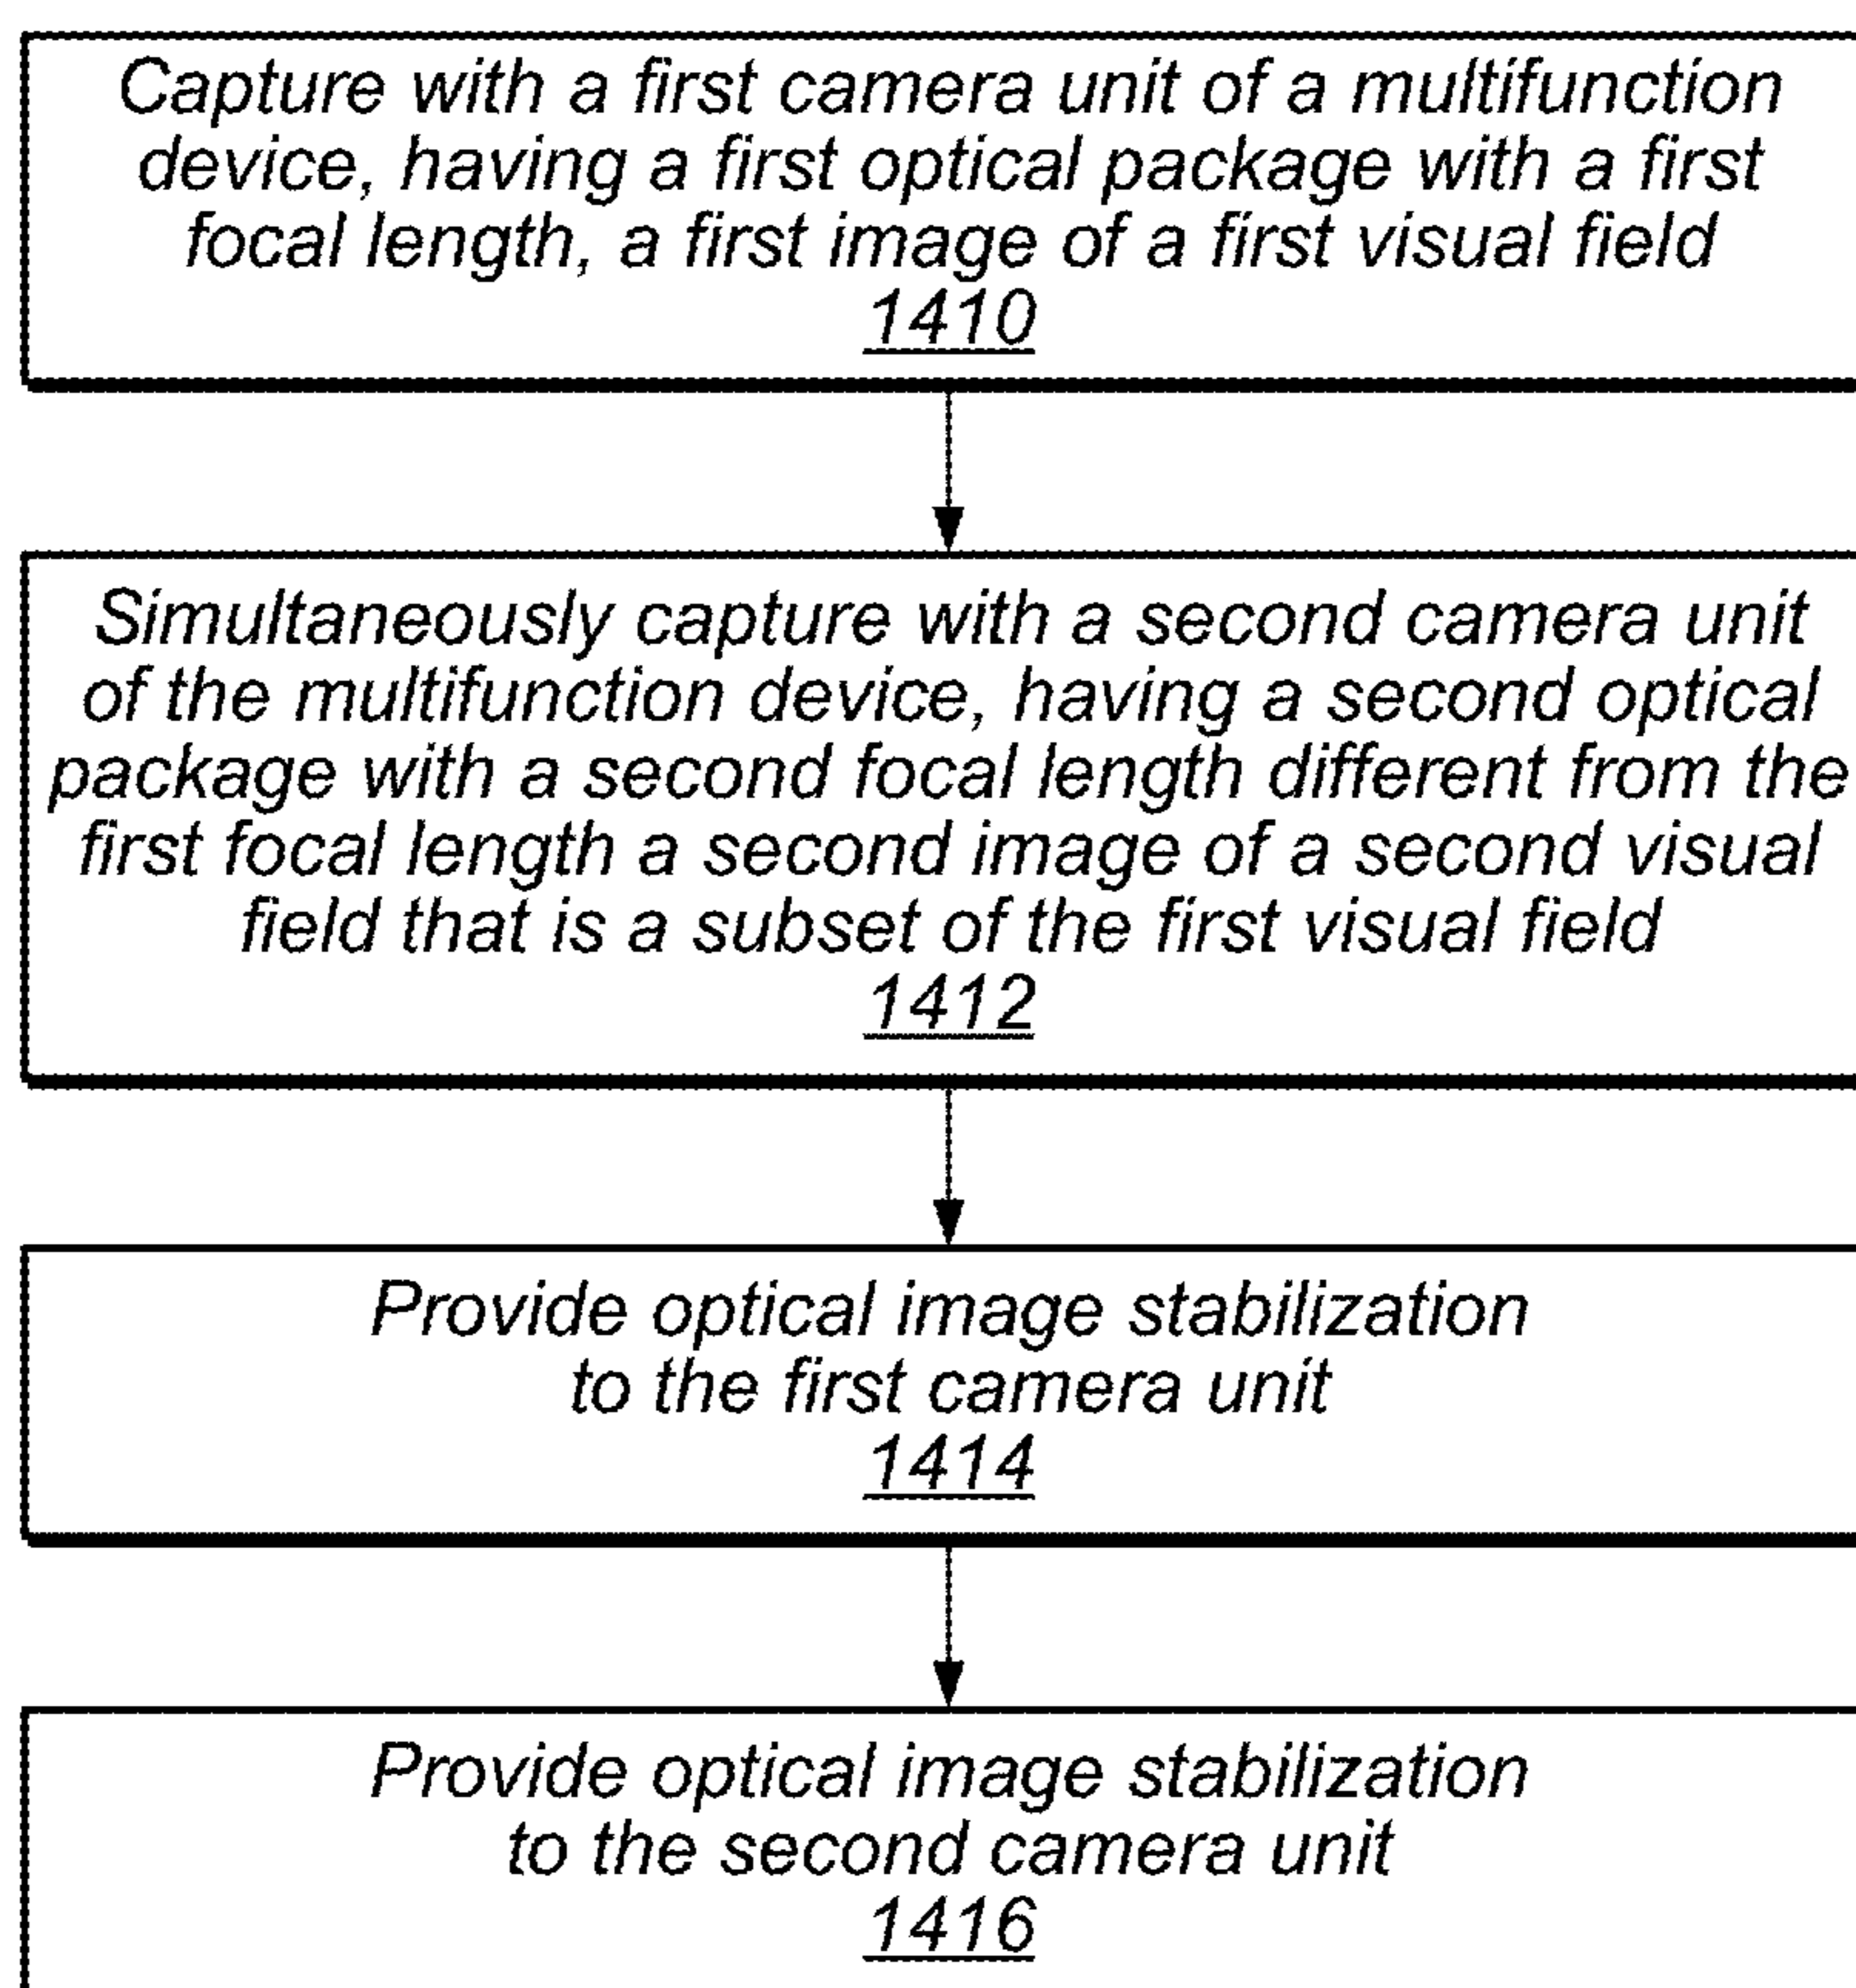 Capture with a first camera unit of a multifunction
device, having a first optical package with a first
focal length, a first image of a first visual field
1410
Simultaneously capture with a second camera unit
of the multifunction device, having a second optical
package with a second focal length different from the
first focal length a second image of a second visual
field that is a subset of the first visual field
1412
Provide optical image stabilization
to the first camera unit
1414
Provide optical image stabilization
to the second camera unit
1416